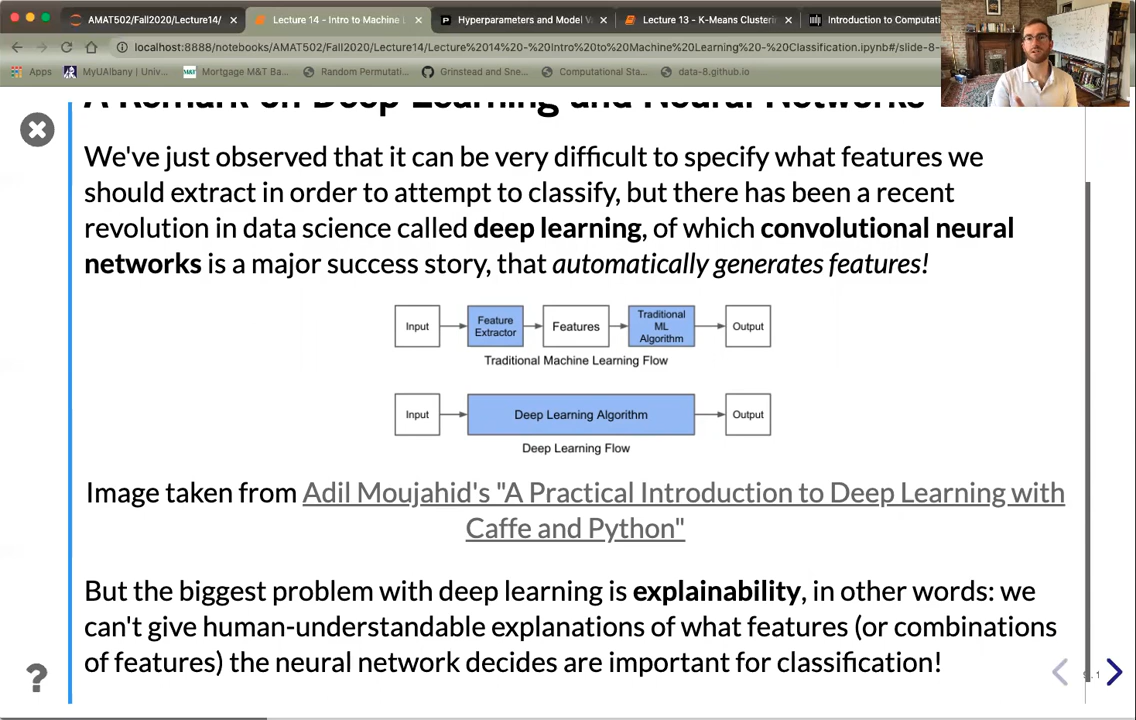 AMAT502/Fall2020/Lecture14/
Lecture 14 - Intro to Machine L
Hyperparameters and Model Va
Lecture 13 - K-Means Clusterin
Introduction to Computati
localhost:8888/notebooks/AMAT502/Fall2020/Lecture14/Lecture%2014%20-%20Intro%20to%20Machine%20Learning%20-%20Classification.ipynb#/slide-8-
Apps
MyUAlbany | Univ...
Mortgage M&T Ba...
Random Permutati...
Grinstead and Sne...
Computational Sta...
data-8.github.io
A Remark on Deep Learning and Neural Networks
We've just observed that it can be very difficult to specify what features we
should extract in order to attempt to classify, but there has been a recent
revolution in data science called deep learning, of which convolutional neural
networks is a major success story, that automatically generates features!
Input
Feature
Extractor
Features
Traditional
ML
Algorithm
Output
Traditional Machine Learning Flow
Input
Deep Learning Algorithm
Output
Deep Learning Flow
Image taken from Adil Moujahid's "A Practical Introduction to Deep Learning with
Caffe and Python"
But the biggest problem with deep learning is explainability, in other words: we
can't give human-understandable explanations of what features (or combinations
of features) the neural network decides are important for classification!
?